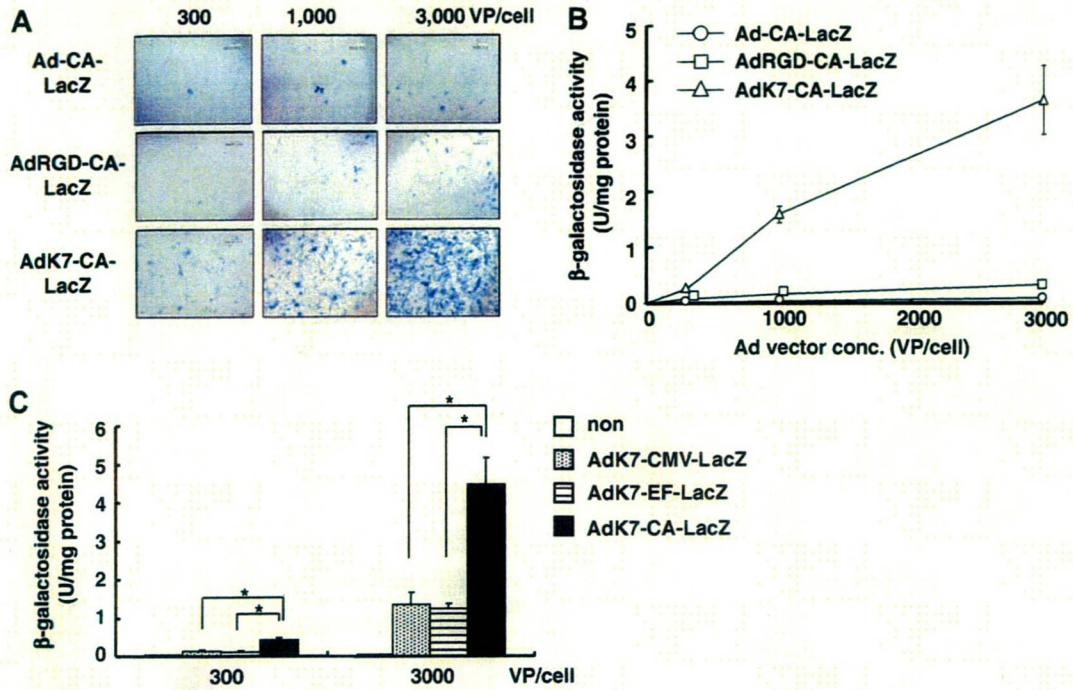 A
300 1,000 3,000 VP/cell
Ad-CA-
LacZ
AdRGD-CA-
LacZ
AdK7-CA-
LacZ
B
β-galactosidase activity
(U/mg protein)
5
4
3
2
1
0
Ad-CA-LacZ
AdRGD-CA-LacZ
AdK7-CA-LacZ
0 1000 2000 3000
Ad vector conc. (VP/cell)
C
β-galactosidase activity
(U/mg protein)
6
5
4
3
2
1
0
* *
* *
300 3000 VP/cell
non
AdK7-CMV-LacZ
AdK7-EF-LacZ
AdK7-CA-LacZ